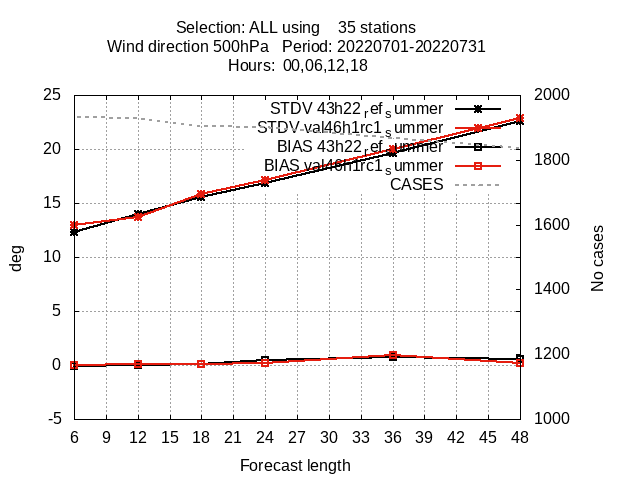 Selection: ALL using 35 stations
Wind direction 500hPa Period: 20220701-20220731
Hours: 00,06,12,18
25
20
15
10
5
0
-5
deg
2000
1800
1600
1400
1200
1000
No cases
STDV 43h22_ref_summer
STDV val46h1rc1_summer
BIAS 43h22_ref_summer
BIAS val46h1rc1_summer
CASES
6 9 12 15 18 21 24 27 30 33 36 39 42 45 48
Forecast length